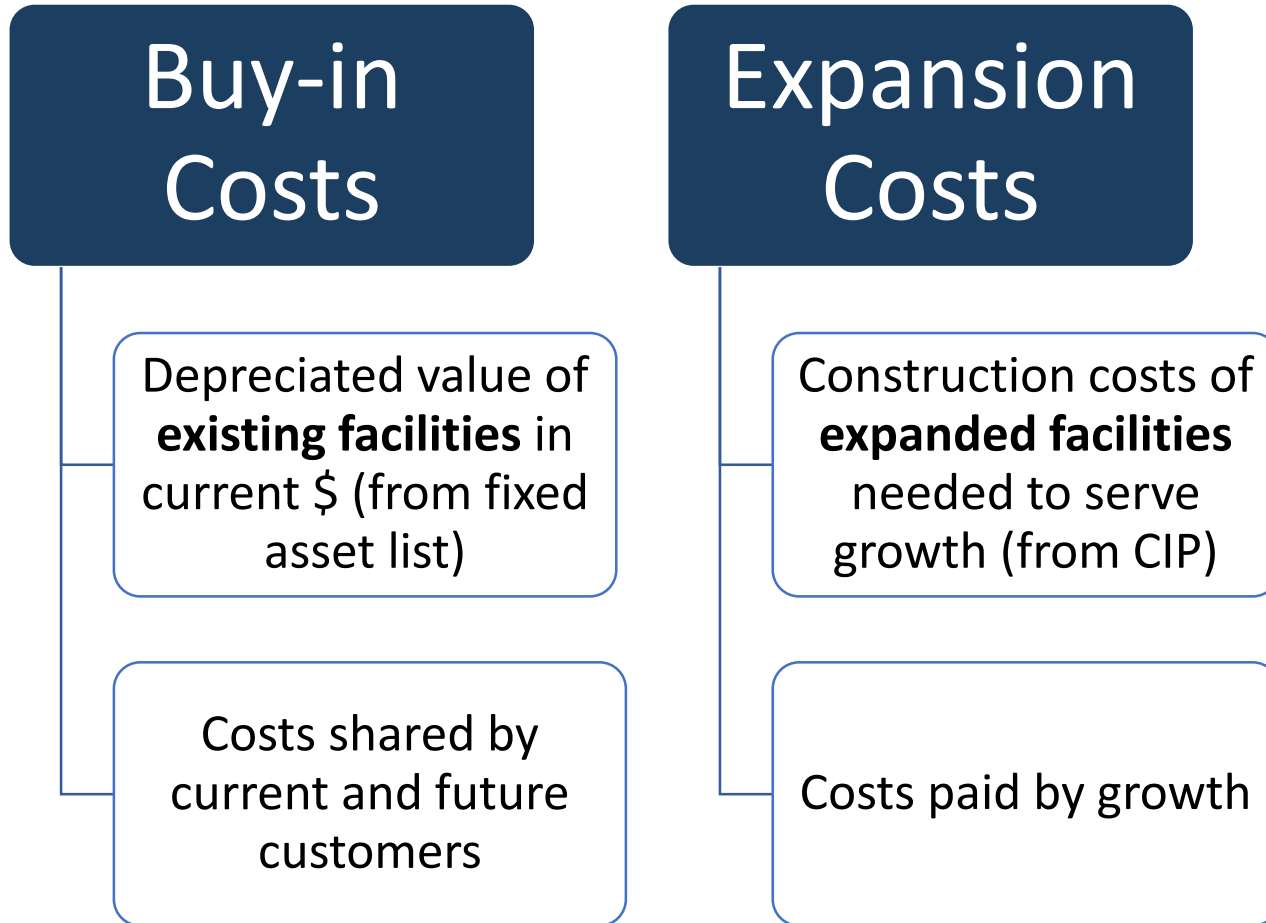 Buy-in
Costs
Depreciated value of
existing facilities in
current $ (from fixed
asset list)
Costs shared by
current and future
customers
Expansion
Costs
Construction costs of
expanded facilities
needed to serve
growth (from CIP)
Costs paid by growth